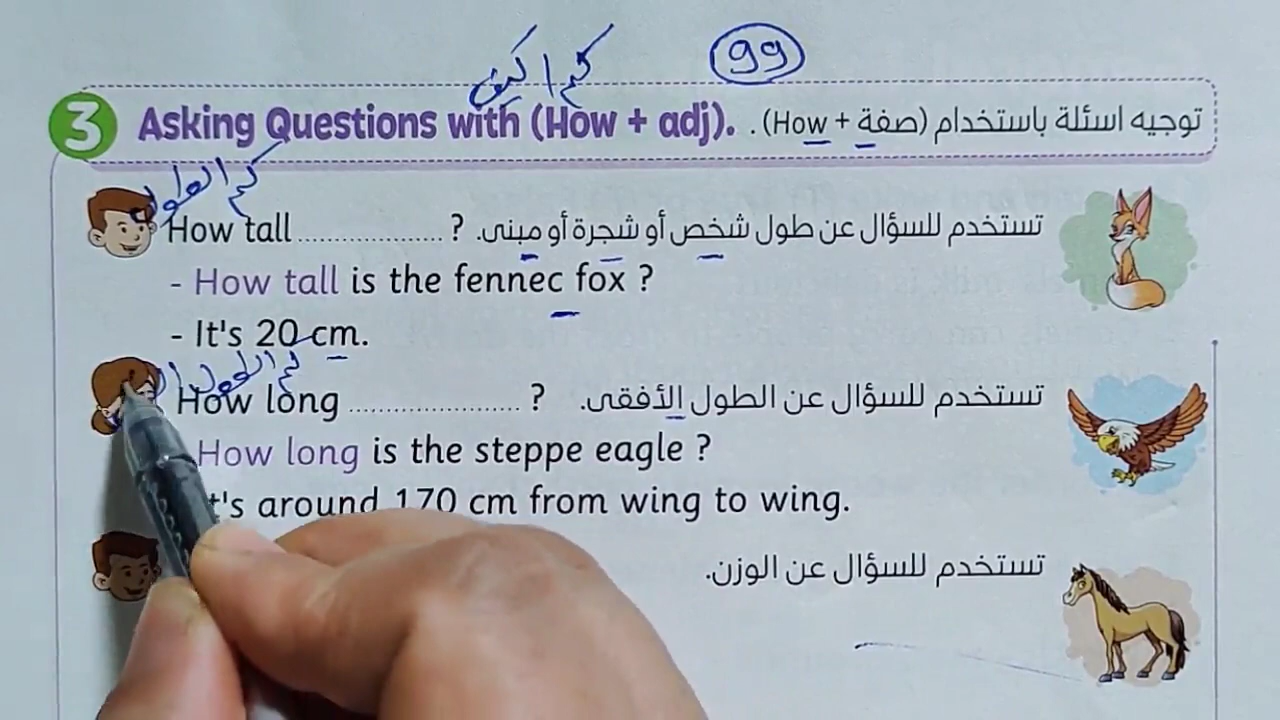 99
كم / كيف
3 Asking Questions with (How + adj). توجيه اسئلة باستخدام (صفة + How) .
كم الطول
How tall ...................... ? تستخدم للسؤال عن طول شخص أو شجرة أو مبنى.
- How tall is the fennec fox ?
- It's 20 cm.
كم الطول
How long ........................ ? تستخدم للسؤال عن الطول الأفقى.
How long is the steppe eagle ?
t's around 170 cm from wing to wing.
تستخدم للسؤال عن الوزن.